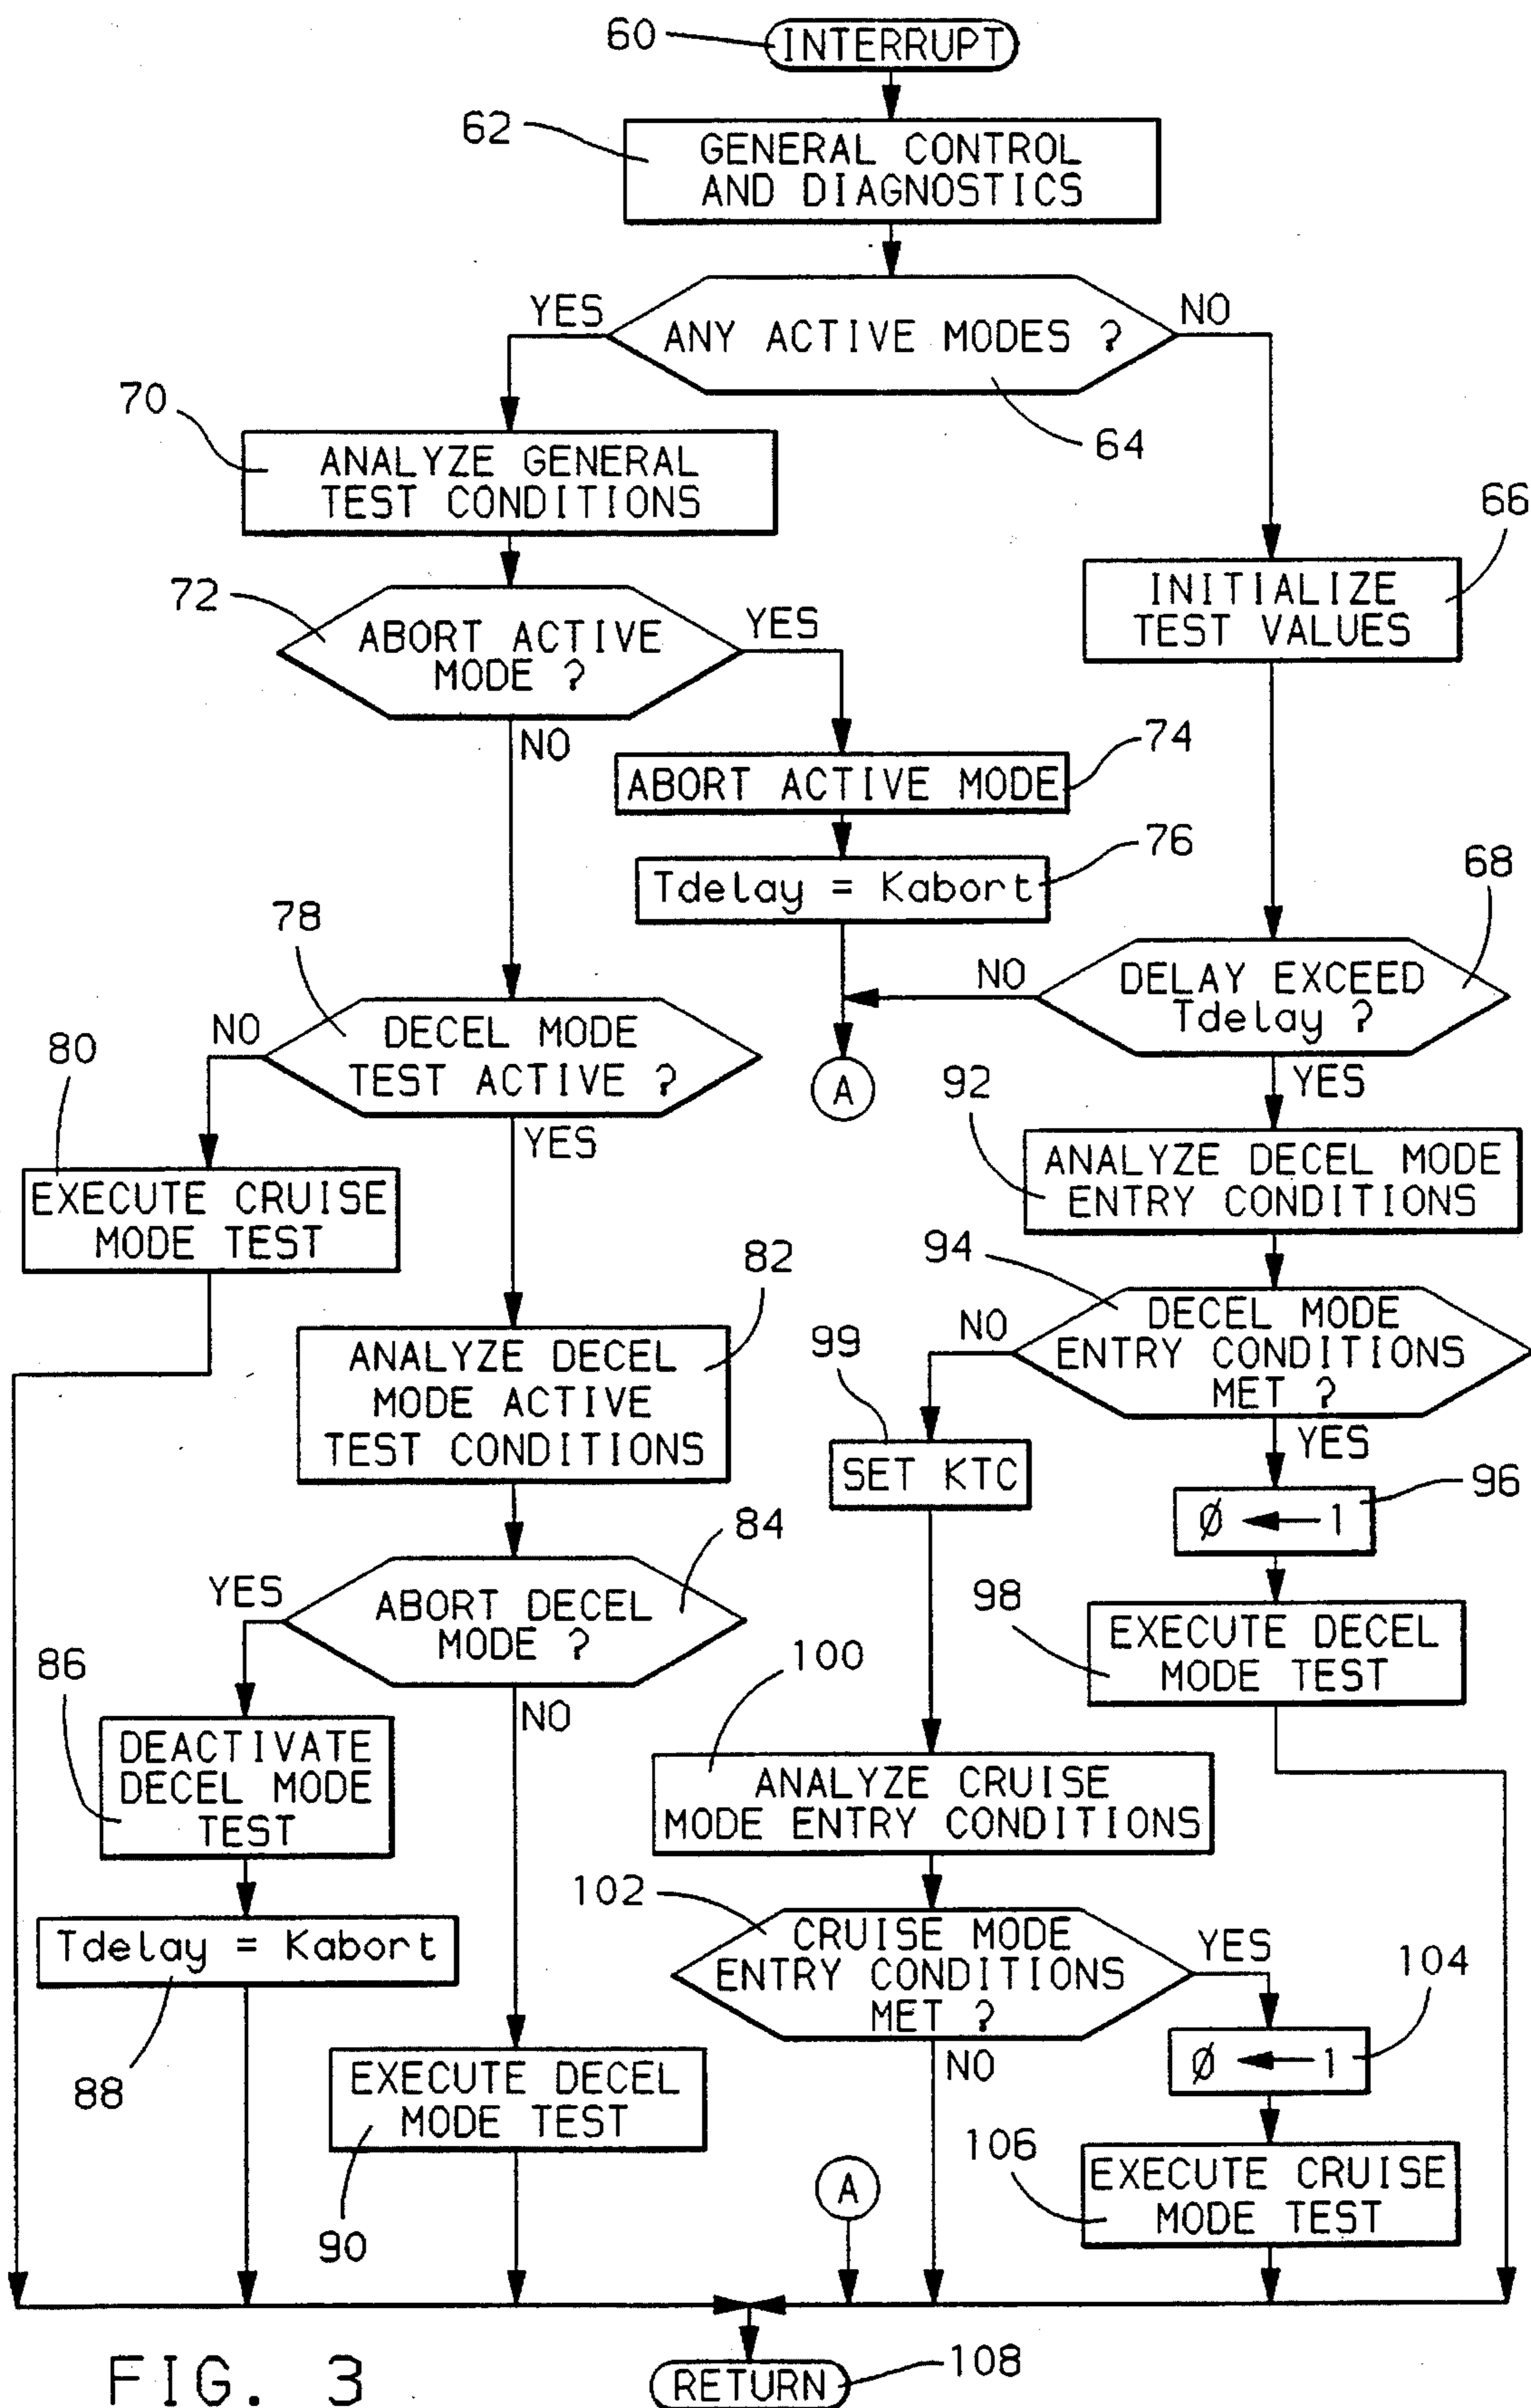 60
INTERRUPT
62
GENERAL CONTROL
AND DIAGNOSTICS
YES
NO
ANY ACTIVE MODES ?
64
70
ANALYZE GENERAL
TEST CONDITIONS
66
INITIALIZE
TEST VALUES
72
ABORT ACTIVE
MODE ?
YES
NO
74
ABORT ACTIVE MODE
76
Tdelay = Kabort
68
NO
DELAY EXCEED
Tdelay ?
YES
78
NO
DECEL MODE
TEST ACTIVE ?
YES
A
80
EXECUTE CRUISE
MODE TEST
92
ANALYZE DECEL MODE
ENTRY CONDITIONS
82
ANALYZE DECEL
MODE ACTIVE
TEST CONDITIONS
94
NO
DECEL MODE
ENTRY CONDITIONS
MET ?
YES
99
SET KTC
96
Ø ← 1
84
YES
ABORT DECEL
MODE ?
NO
98
EXECUTE DECEL
MODE TEST
86
DEACTIVATE
DECEL MODE
TEST
100
ANALYZE CRUISE
MODE ENTRY CONDITIONS
Tdelay = Kabort
88
102
CRUISE MODE
ENTRY CONDITIONS
MET ?
YES
NO
104
Ø ← 1
EXECUTE DECEL
MODE TEST
90
A
106
EXECUTE CRUISE
MODE TEST
RETURN
108
FIG. 3